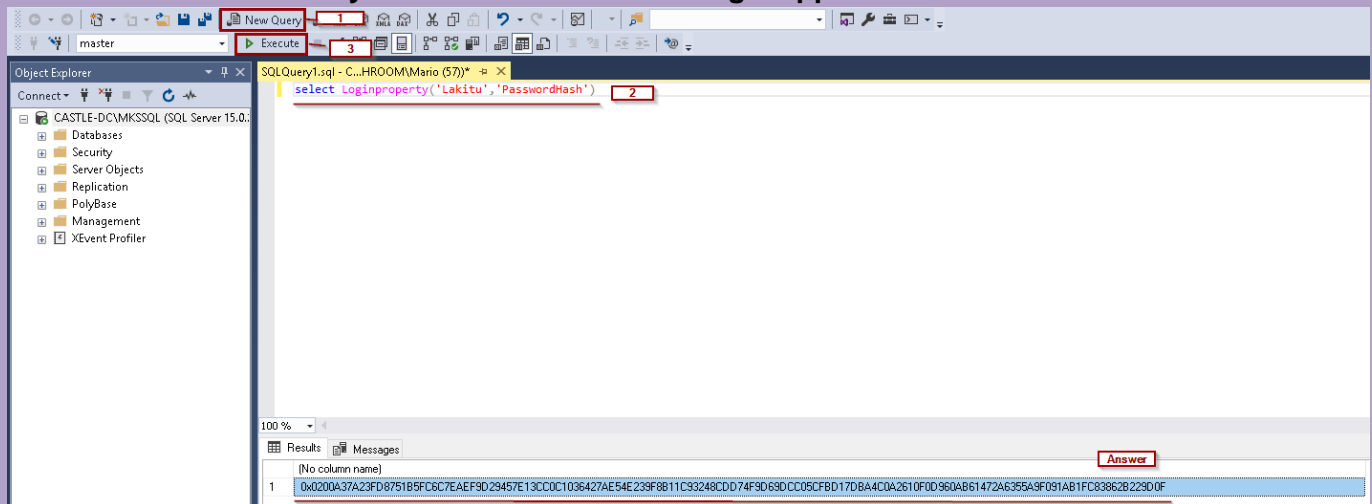 New Query
1
XMLA
DAX
master
Execute
3
Object Explorer
SQLQuery1.sql - C...HROOM\Mario (57))*
Connect
select Loginproperty('Lakitu','PasswordHash')
2
CASTLE-DC\MKSSQL (SQL Server 15.0.
Databases
Security
Server Objects
Replication
PolyBase
Management
XEvent Profiler
100 %
Results
Messages
Answer
(No column name)
1
0x0200A37A23FD8751B5FC6C7EAEF9D29457E13CC0C1036427AE54E239F8B11C93248CDD74F9D69DCC05CFBD17DBA4C0A2610F0D960AB61472A6355A9F091AB1FC83862B229D0F